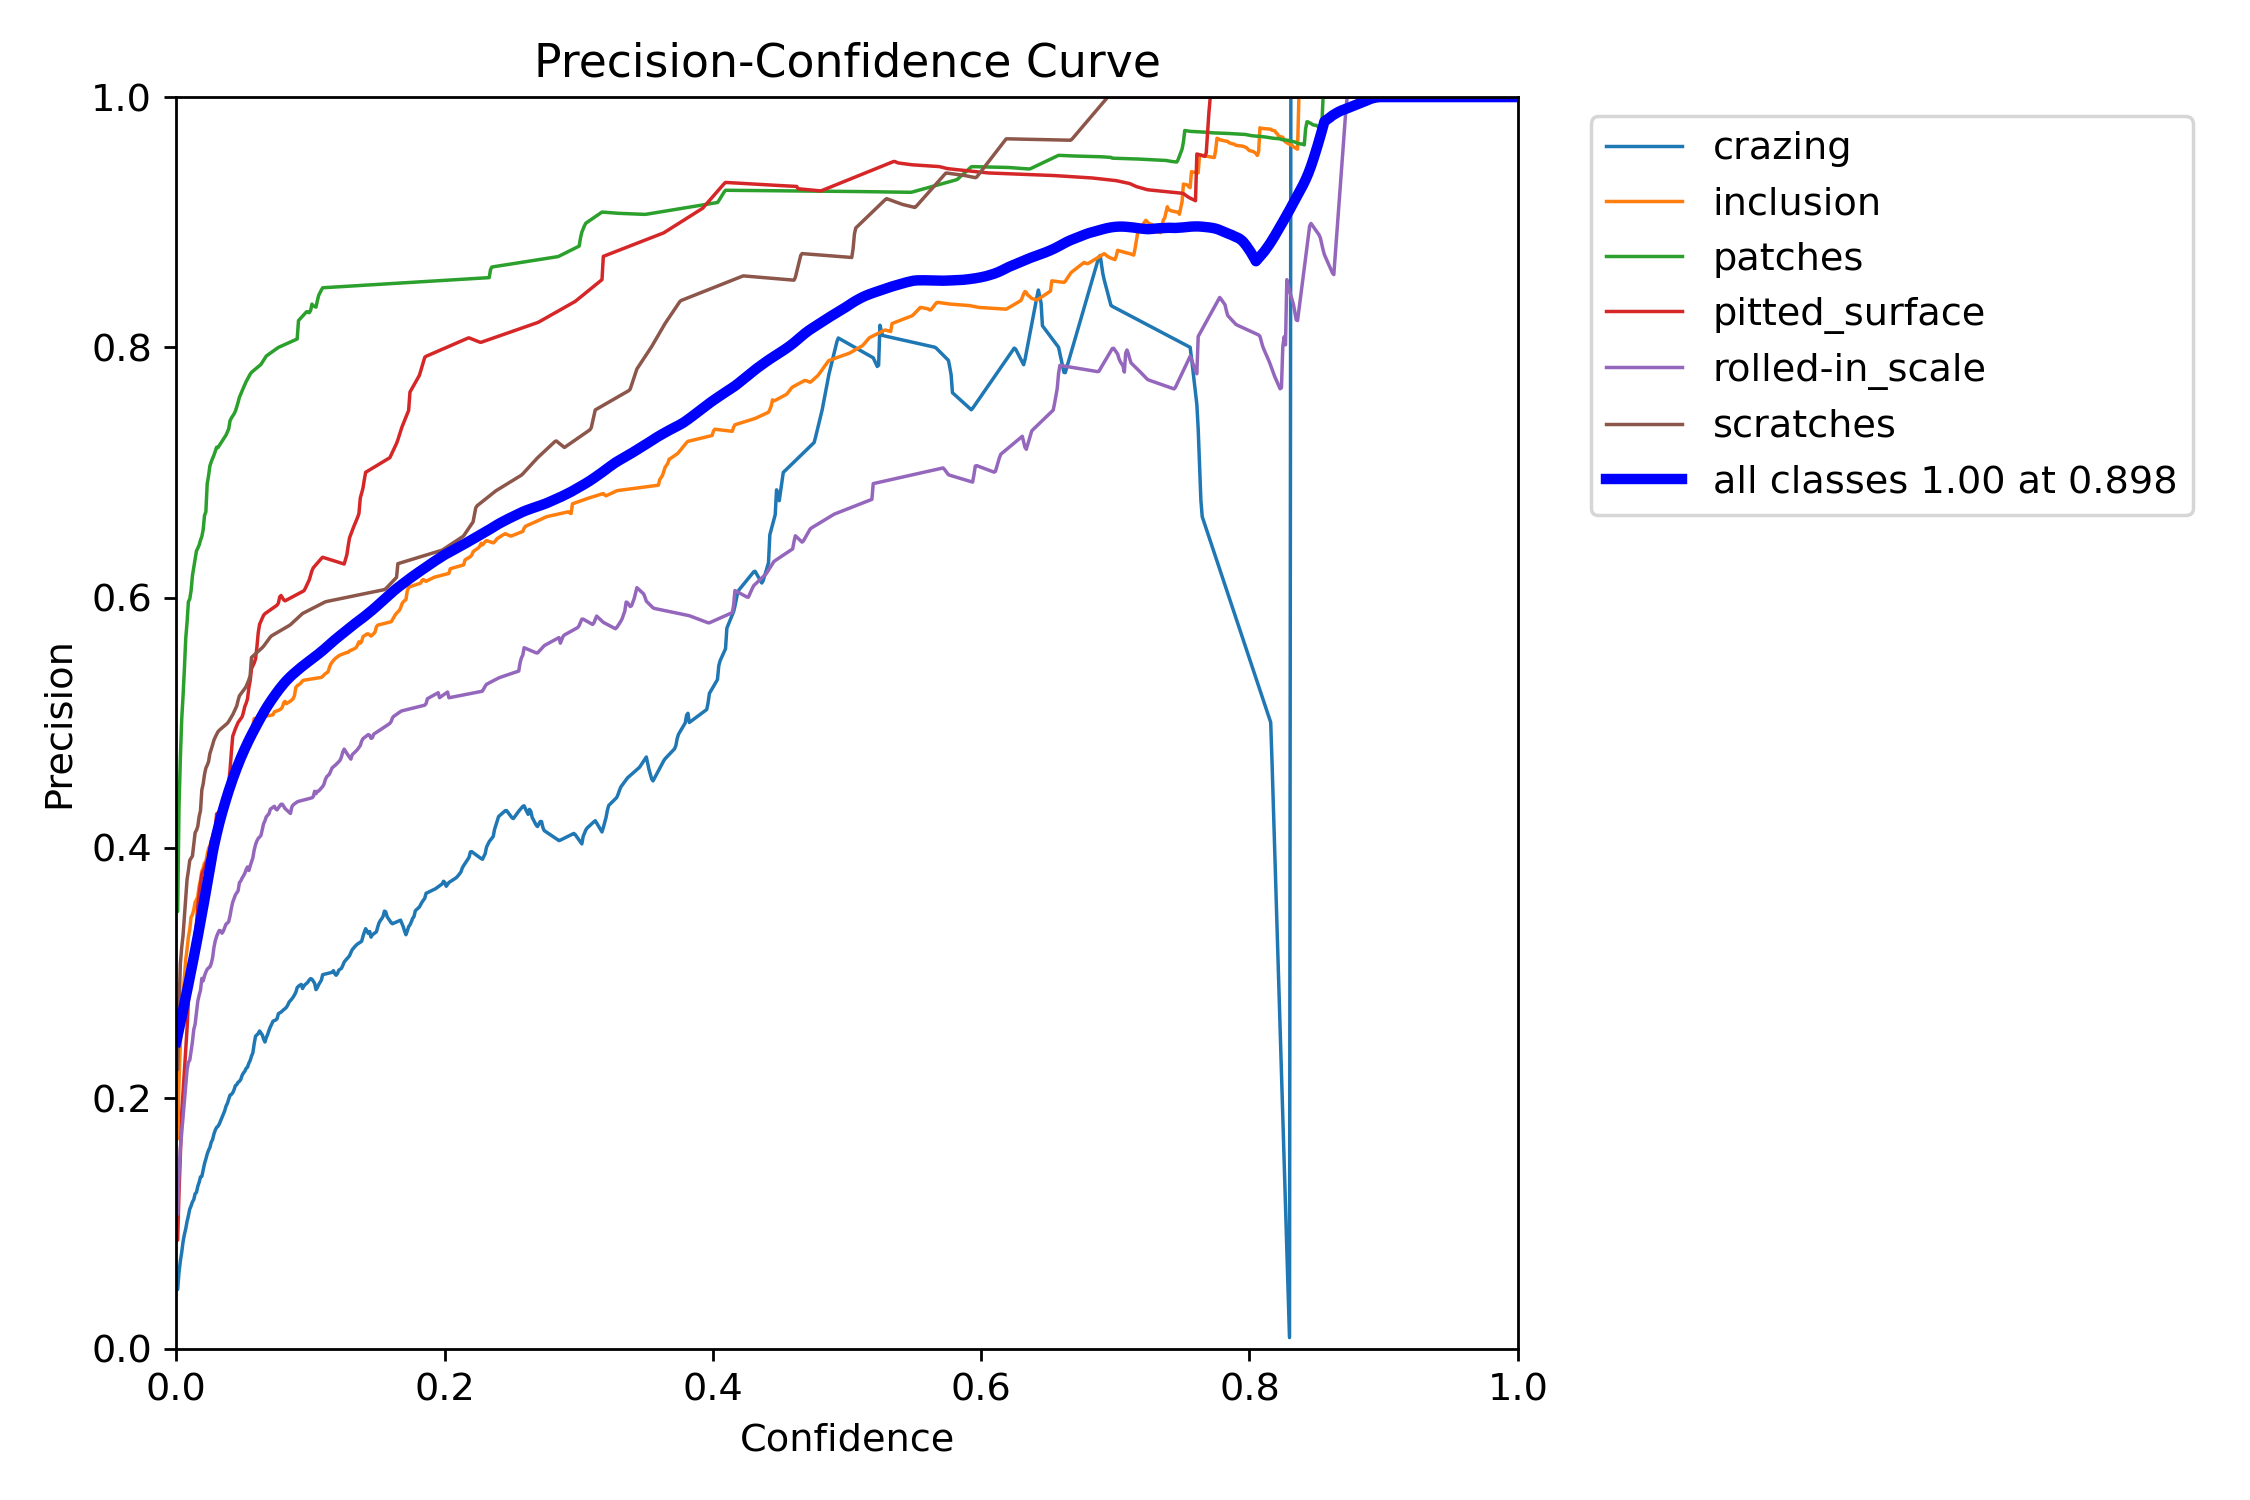 Precision-Confidence Curve
1.0
0.8
0.6
0.4
0.2
0.0
Precision
0.0 0.2 0.4 0.6 0.8 1.0
Confidence
crazing
inclusion
patches
pitted_surface
rolled-in_scale
scratches
all classes 1.00 at 0.898